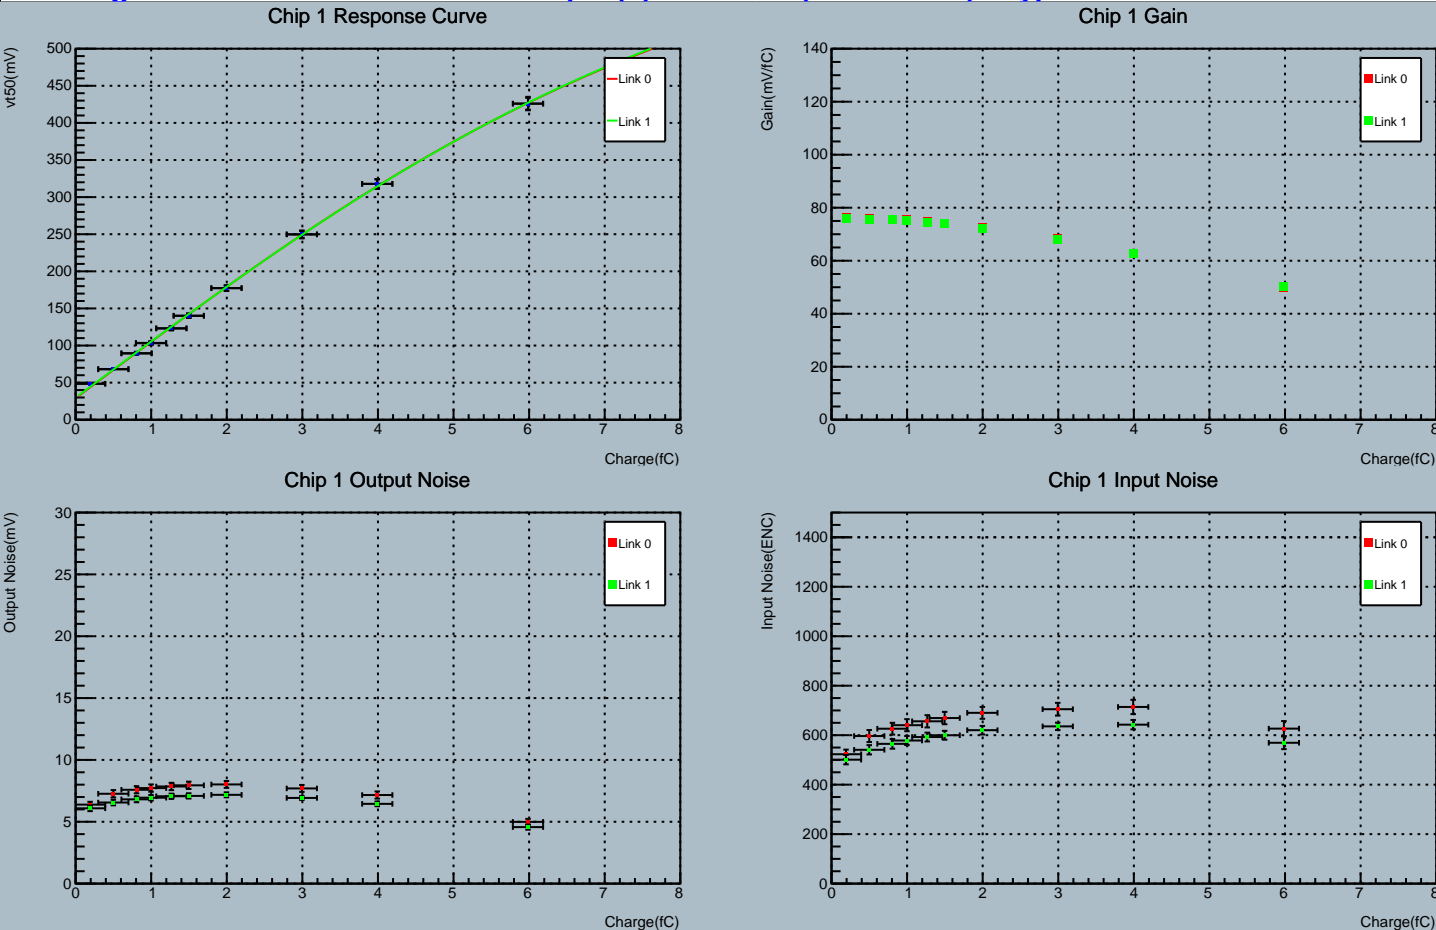 Chip 1 Response Curve
vt50(mV)
500
450
400
350
300
250
200
150
100
50
0
0 1 2 3 4 5 6 7 8
Charge(fC)
Link 0
Link 1
Chip 1 Gain
Gain(mV/fC)
140
120
100
80
60
40
20
0
0 1 2 3 4 5 6 7 8
Charge(fC)
Link 0
Link 1
Chip 1 Output Noise
Output Noise(mV)
30
25
20
15
10
5
0
0 1 2 3 4 5 6 7 8
Charge(fC)
Link 0
Link 1
Chip 1 Input Noise
Input Noise(ENC)
1400
1200
1000
800
600
400
200
0
0 1 2 3 4 5 6 7 8
Charge(fC)
Link 0
Link 1